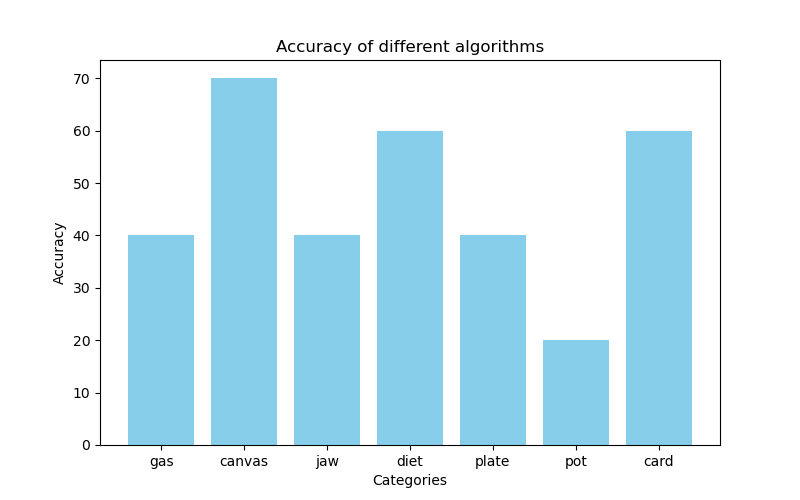 Accuracy of different algorithms
Accuracy
70
60
50
40
30
20
10
0
gas canvas jaw diet plate pot card
Categories